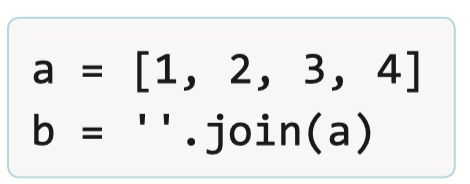 a = [1, 2, 3, 4]
b = ''.join(a)